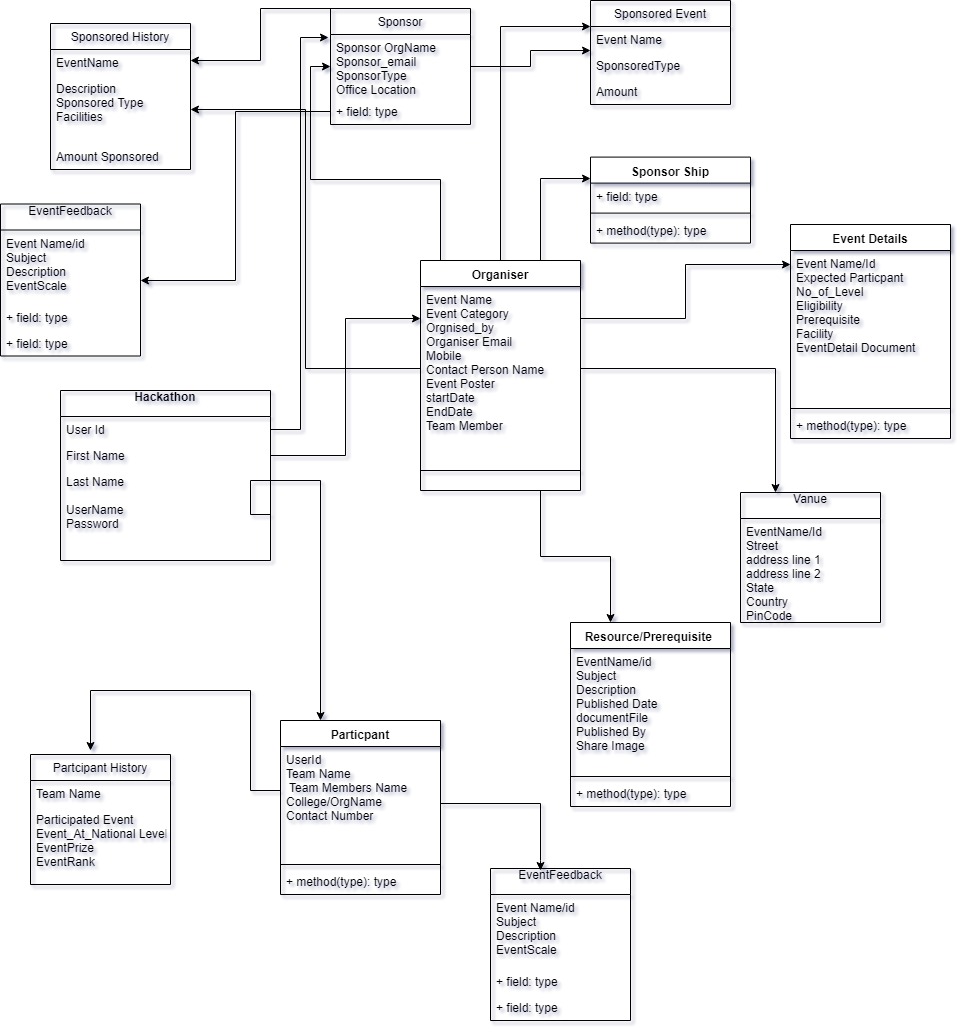 Sponsored History
EventName
Description
Sponsored Type
Facilities
Amount Sponsored
Sponsor
Sponsor OrgName
Sponsor_email
SponsorType
Office Location
+ field: type
Sponsored Event
Event Name
SponsoredType
Amount
Sponsor Ship
+ field: type
+ method(type): type
EventFeedback
Event Name/id
Subject
Description
EventScale
+ field: type
+ field: type
Organiser
Event Name
Event Category
Orgnised_by
Organiser Email
Mobile
Contact Person Name
Event Poster
startDate
EndDate
Team Member
Event Details
Event Name/Id
Expected Particpant
No_of_Level
Eligibility
Prerequisite
Facility
EventDetail Document
+ method(type): type
Hackathon
User Id
First Name
Last Name
UserName
Password
Vanue
EventName/Id
Street
address line 1
address line 2
State
Country
PinCode
Resource/Prerequisite
EventName/id
Subject
Description
Published Date
documentFile
Published By
Share Image
+ method(type): type
Particpant
UserId
Team Name
Team Members Name
College/OrgName
Contact Number
+ method(type): type
Partcipant History
Team Name
Participated Event
Event_At_National Level
EventPrize
EventRank
EventFeedback
Event Name/id
Subject
Description
EventScale
+ field: type
+ field: type